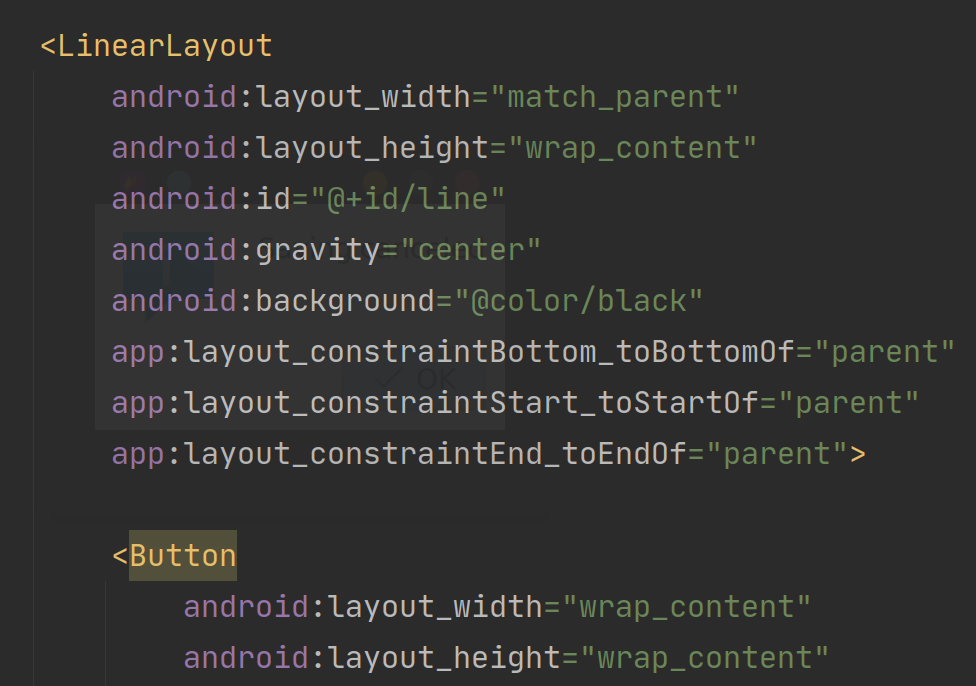 <LinearLayout
android:layout_width="match_parent"
android:layout_height="wrap_content"
android:id="@+id/line"
android:gravity="center"
android:background="@color/black"
app:layout_constraintBottom_toBottomOf="parent"
app:layout_constraintStart_toStartOf="parent"
OK
app:layout_constraintEnd_toEndOf="parent">
<Button
android:layout_width="wrap_content"
android:layout_height="wrap_content"